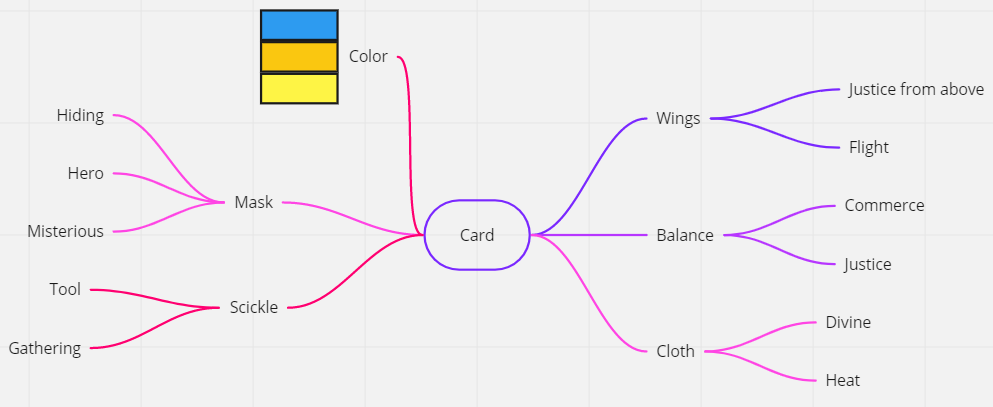 Color
Hiding
Hero
Mask
Misterious
Tool
Scickle
Gathering
Card
Wings
Justice from above
Flight
Balance
Commerce
Justice
Cloth
Divine
Heat